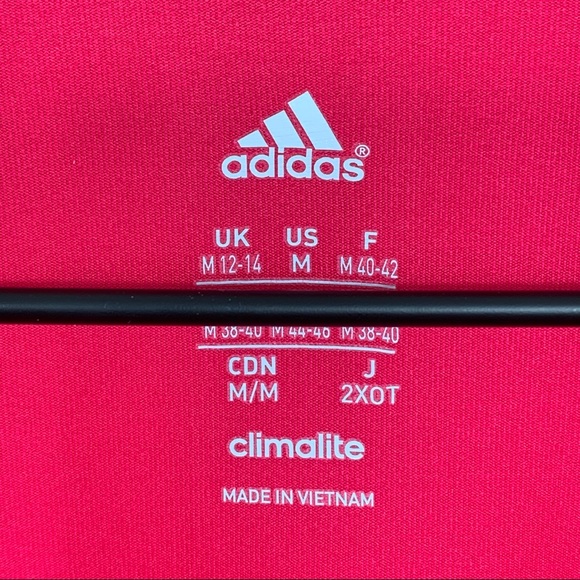 adidas®
UK US F
M 12-14 M M 40-42
M 38-40 M 44-46 M 38-40
CDN J
M/M 2XOT
climalite
MADE IN VIETNAM